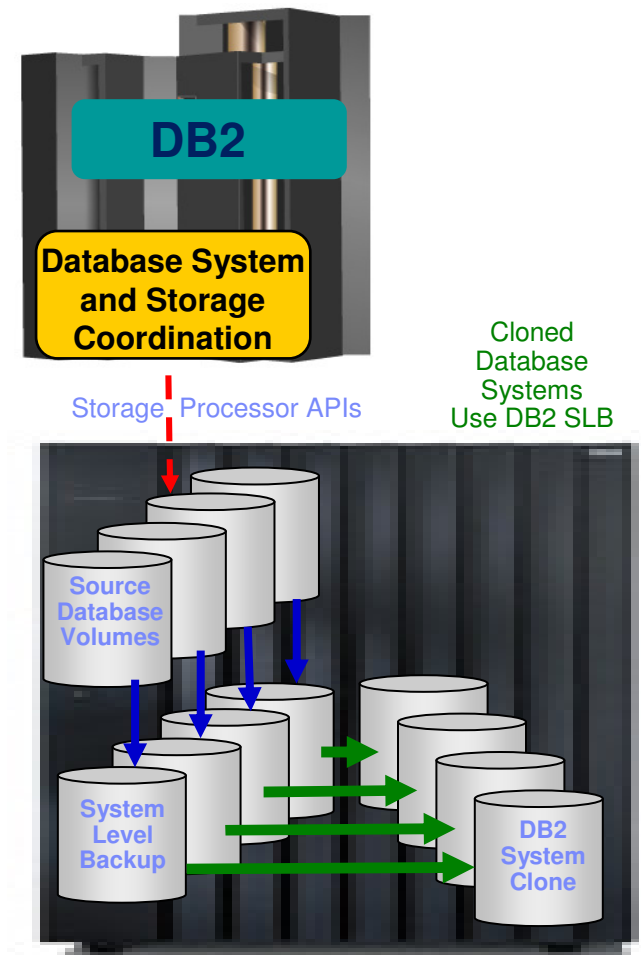 DB2
Database System
and Storage
Coordination
Cloned
Database
Systems
Use DB2 SLB
Storage Processor APIs
Source
Database
Volumes
System
Level
Backup
DB2
System
Clone